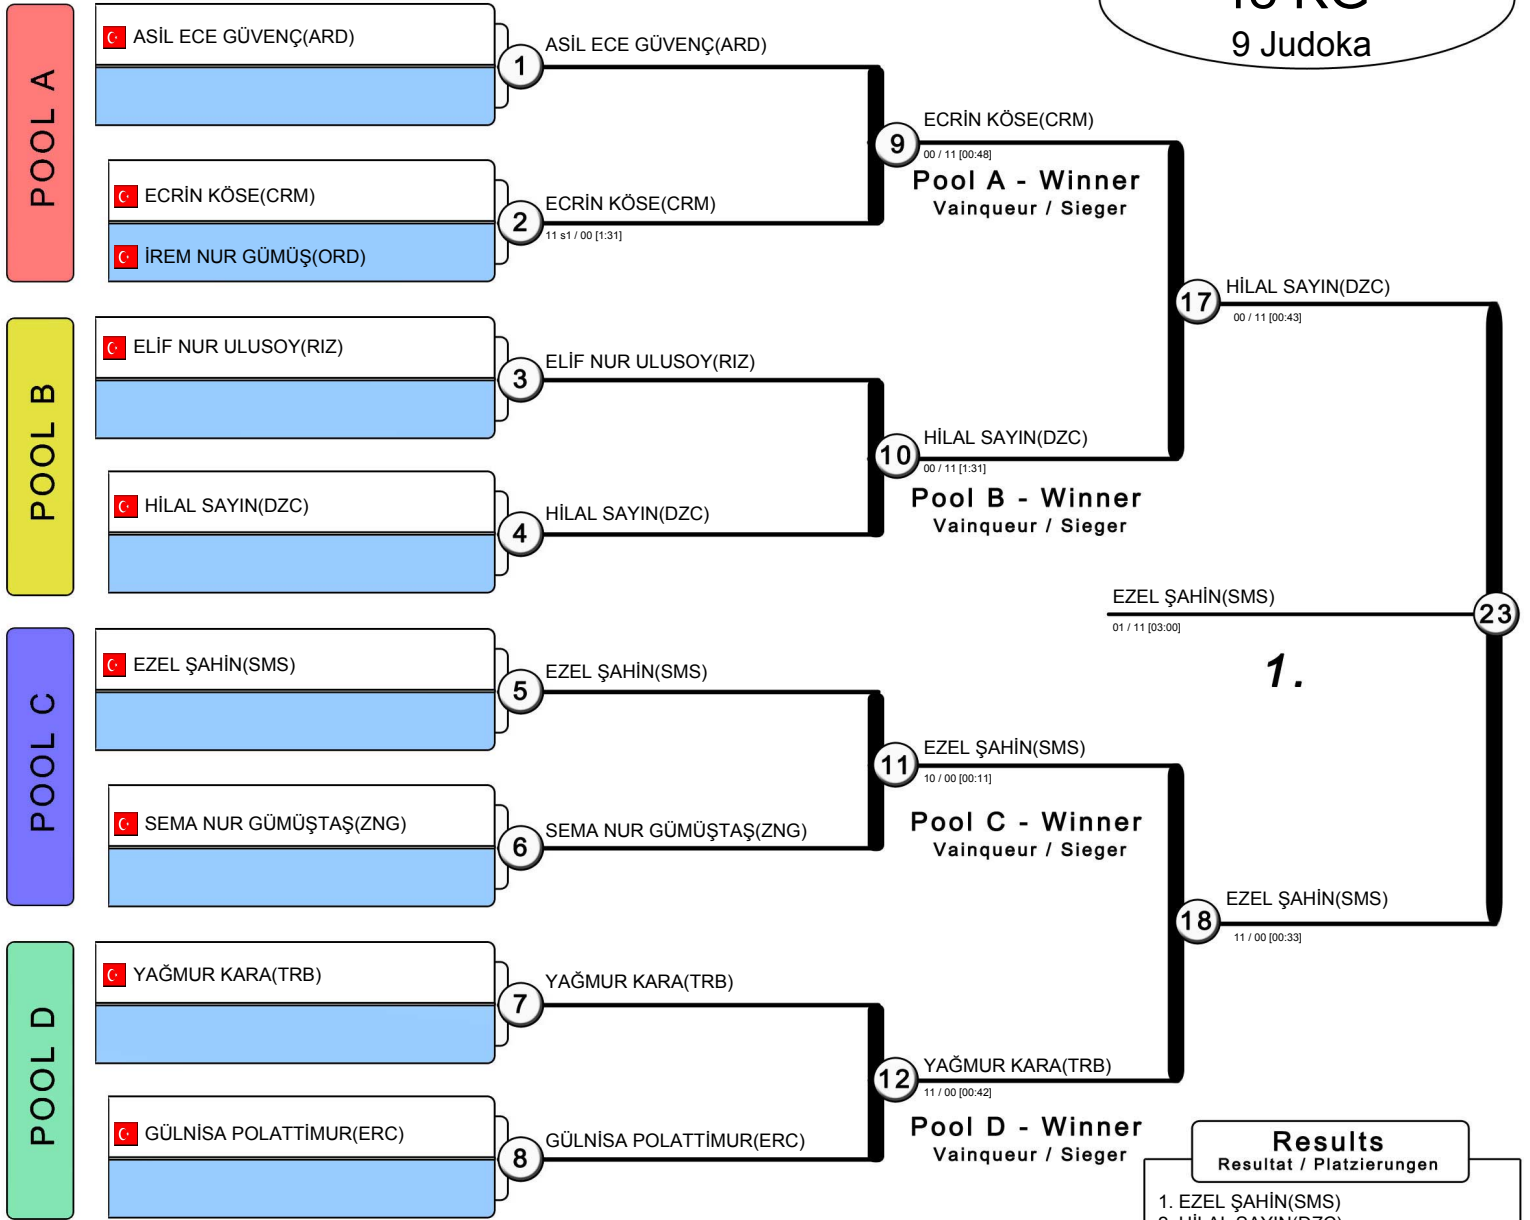 POOL A
ASİL ECE GÜVENÇ(ARD)
1
ASİL ECE GÜVENÇ(ARD)
ECRİN KÖSE(CRM)
İREM NUR GÜMÜŞ(ORD)
2
ECRİN KÖSE(CRM)
11 s1 / 00 [1:31]
9
ECRİN KÖSE(CRM)
00 / 11 [00:48]
Pool A - Winner
Vainqueur / Sieger
KG
9 Judoka
POOL B
ELİF NUR ULUSOY(RIZ)
3
ELİF NUR ULUSOY(RIZ)
HİLAL SAYIN(DZC)
4
HİLAL SAYIN(DZC)
10
HİLAL SAYIN(DZC)
00 / 11 [1:31]
Pool B - Winner
Vainqueur / Sieger
17
HİLAL SAYIN(DZC)
00 / 11 [00:43]
EZEL ŞAHİN(SMS)
01 / 11 [03:00]
23
1.
POOL C
EZEL ŞAHİN(SMS)
5
EZEL ŞAHİN(SMS)
SEMA NUR GÜMÜŞTAŞ(ZNG)
6
SEMA NUR GÜMÜŞTAŞ(ZNG)
11
EZEL ŞAHİN(SMS)
10 / 00 [00:11]
Pool C - Winner
Vainqueur / Sieger
18
EZEL ŞAHİN(SMS)
11 / 00 [00:33]
POOL D
YAĞMUR KARA(TRB)
7
YAĞMUR KARA(TRB)
GÜLNİSA POLATTİMUR(ERC)
8
GÜLNİSA POLATTİMUR(ERC)
12
YAĞMUR KARA(TRB)
11 / 00 [00:42]
Pool D - Winner
Vainqueur / Sieger
Results
Resultat / Platzierungen
1. EZEL ŞAHİN(SMS)
2. HİLAL SAYIN(DZC)